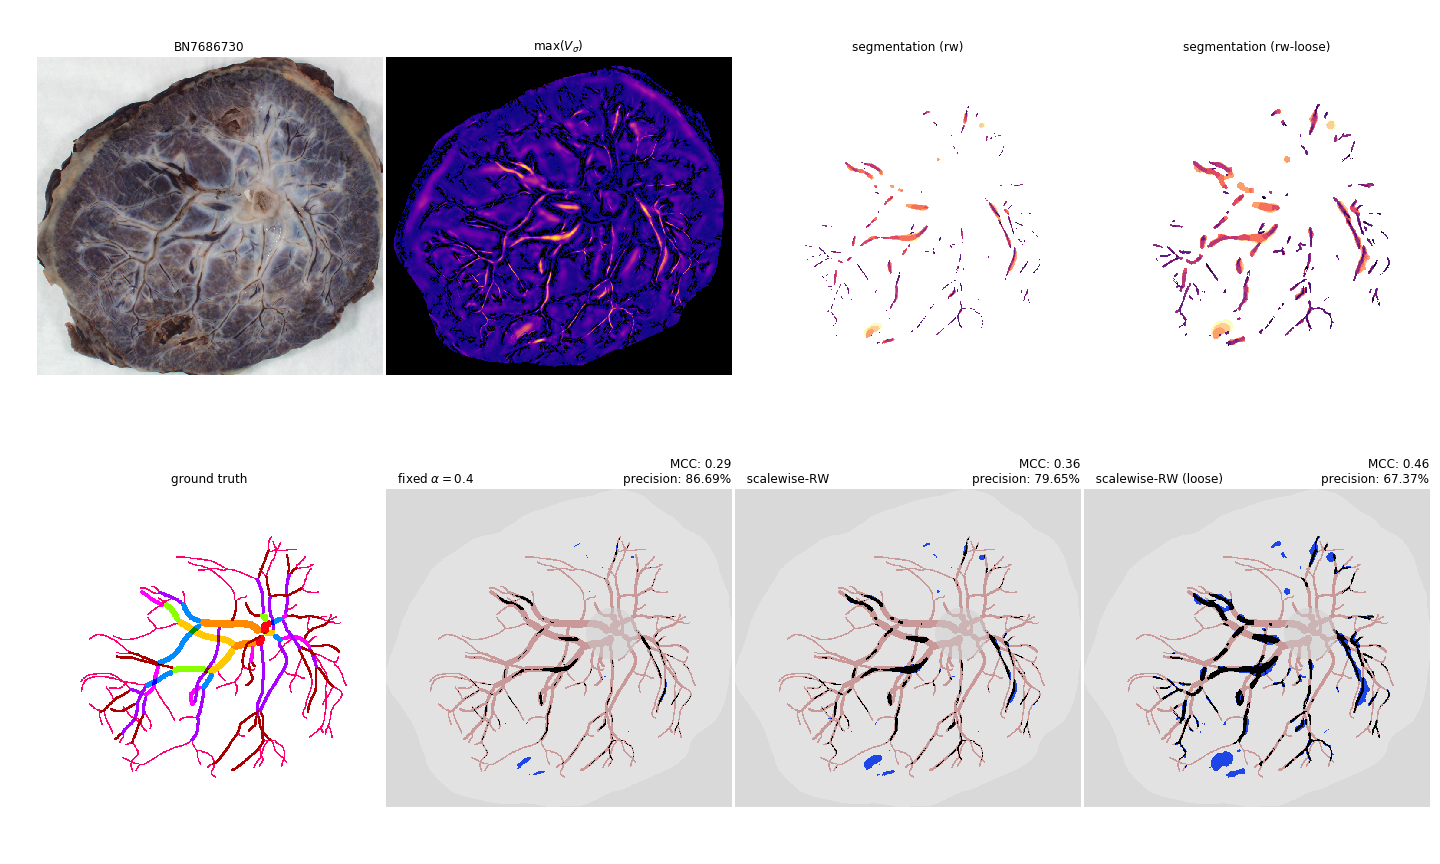 BN7686730
max(V_σ)
segmentation (rw)
segmentation (rw-loose)
ground truth
fixed α = 0.4
MCC: 0.29
precision: 86.69%
scalewise-RW
MCC: 0.36
precision: 79.65%
scalewise-RW (loose)
MCC: 0.46
precision: 67.37%